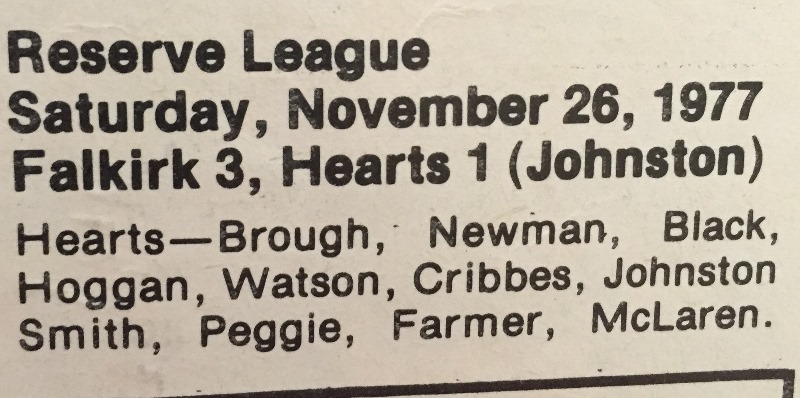 Reserve League
Saturday, November 26, 1977
Falkirk 3, Hearts 1 (Johnston)
Hearts—Brough, Newman, Black,
Hoggan, Watson, Cribbes, Johnston
Smith, Peggie, Farmer, McLaren.